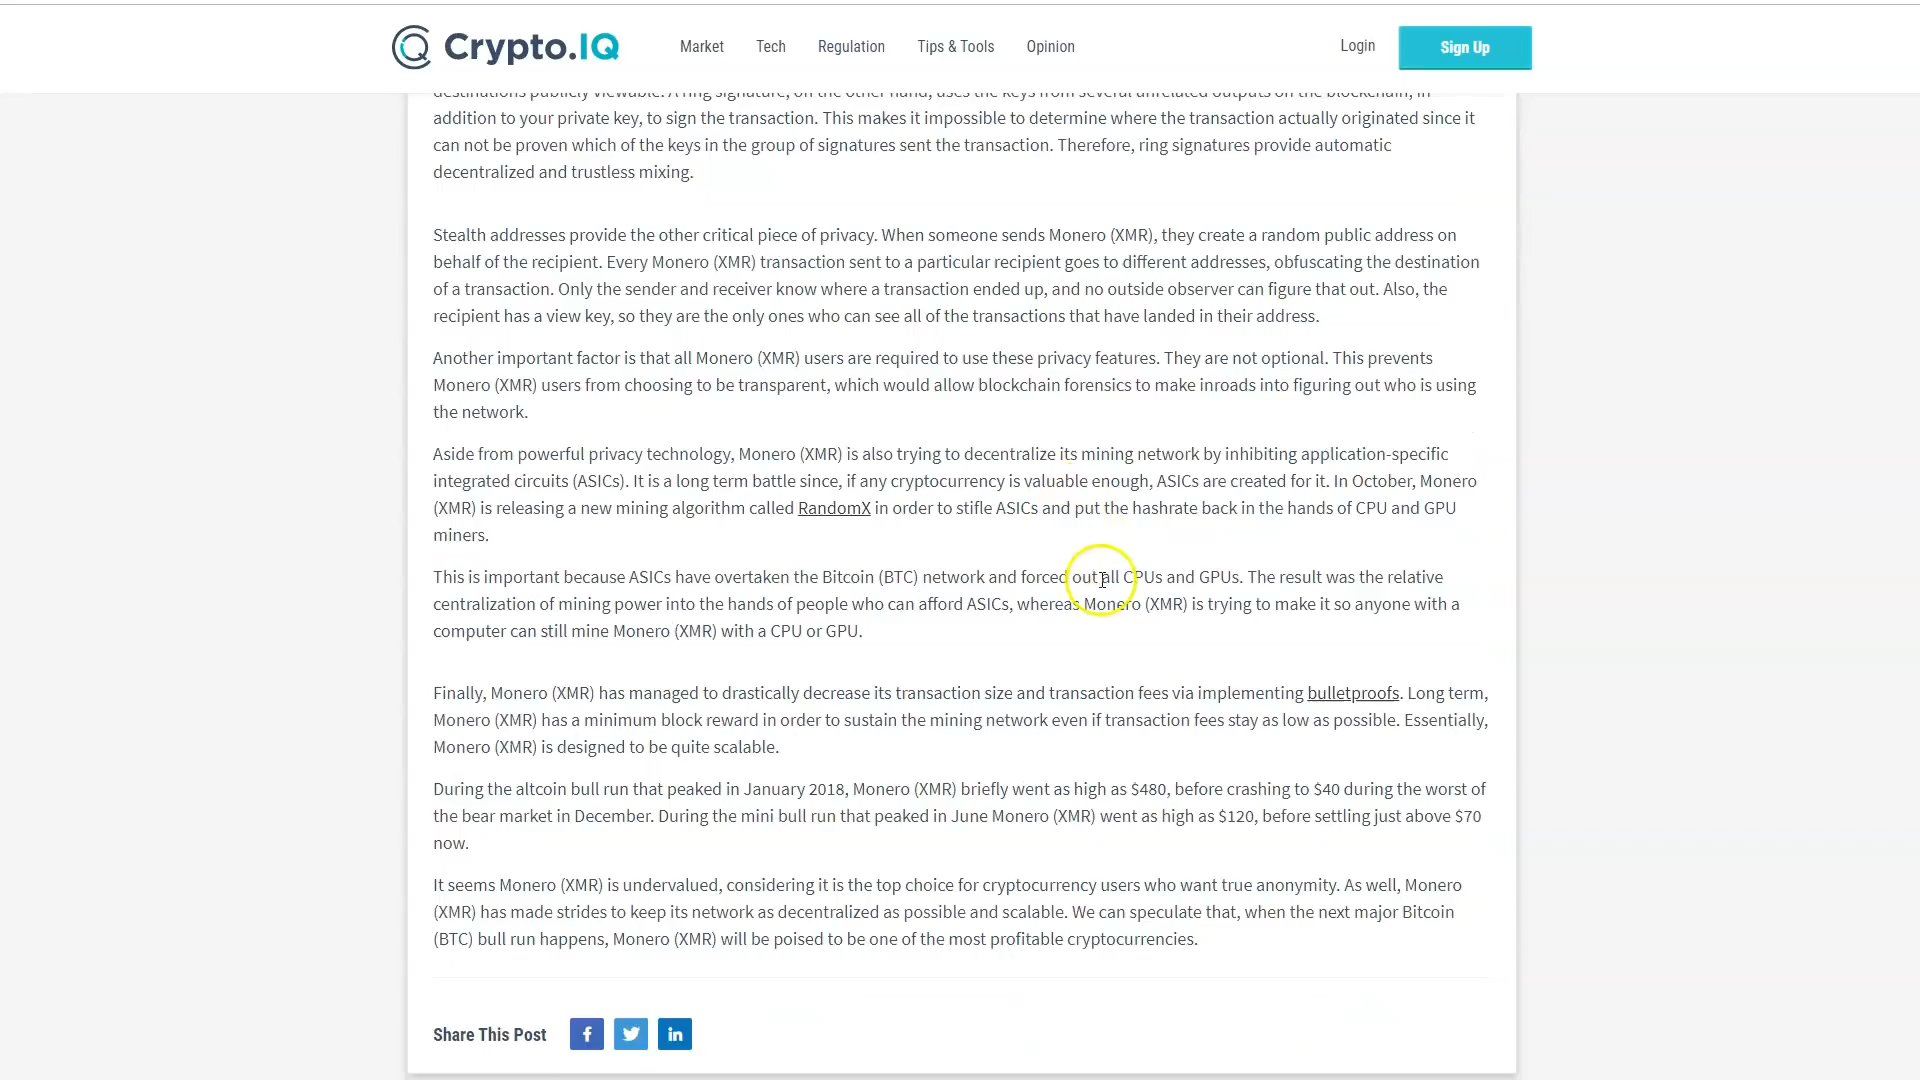 Crypto.IQ
Market Tech Regulation Tips & Tools Opinion
Login Sign Up
destinations publicly viewable. A ring signature, on the other hand, uses the keys from several unrelated outputs on the blockchain, in
addition to your private key, to sign the transaction. This makes it impossible to determine where the transaction actually originated since it
can not be proven which of the keys in the group of signatures sent the transaction. Therefore, ring signatures provide automatic
decentralized and trustless mixing.
Stealth addresses provide the other critical piece of privacy. When someone sends Monero (XMR), they create a random public address on
behalf of the recipient. Every Monero (XMR) transaction sent to a particular recipient goes to different addresses, obfuscating the destination
of a transaction. Only the sender and receiver know where a transaction ended up, and no outside observer can figure that out. Also, the
recipient has a view key, so they are the only ones who can see all of the transactions that have landed in their address.
Another important factor is that all Monero (XMR) users are required to use these privacy features. They are not optional. This prevents
Monero (XMR) users from choosing to be transparent, which would allow blockchain forensics to make inroads into figuring out who is using
the network.
Aside from powerful privacy technology, Monero (XMR) is also trying to decentralize its mining network by inhibiting application-specific
integrated circuits (ASICs). It is a long term battle since, if any cryptocurrency is valuable enough, ASICs are created for it. In October, Monero
(XMR) is releasing a new mining algorithm called RandomX in order to stifle ASICs and put the hashrate back in the hands of CPU and GPU
miners.
This is important because ASICs have overtaken the Bitcoin (BTC) network and forced out all CPUs and GPUs. The result was the relative
centralization of mining power into the hands of people who can afford ASICs, whereas Monero (XMR) is trying to make it so anyone with a
computer can still mine Monero (XMR) with a CPU or GPU.
Finally, Monero (XMR) has managed to drastically decrease its transaction size and transaction fees via implementing bulletproofs. Long term,
Monero (XMR) has a minimum block reward in order to sustain the mining network even if transaction fees stay as low as possible. Essentially,
Monero (XMR) is designed to be quite scalable.
During the altcoin bull run that peaked in January 2018, Monero (XMR) briefly went as high as $480, before crashing to $40 during the worst of
the bear market in December. During the mini bull run that peaked in June Monero (XMR) went as high as $120, before settling just above $70
now.
It seems Monero (XMR) is undervalued, considering it is the top choice for cryptocurrency users who want true anonymity. As well, Monero
(XMR) has made strides to keep its network as decentralized as possible and scalable. We can speculate that, when the next major Bitcoin
(BTC) bull run happens, Monero (XMR) will be poised to be one of the most profitable cryptocurrencies.
Share This Post